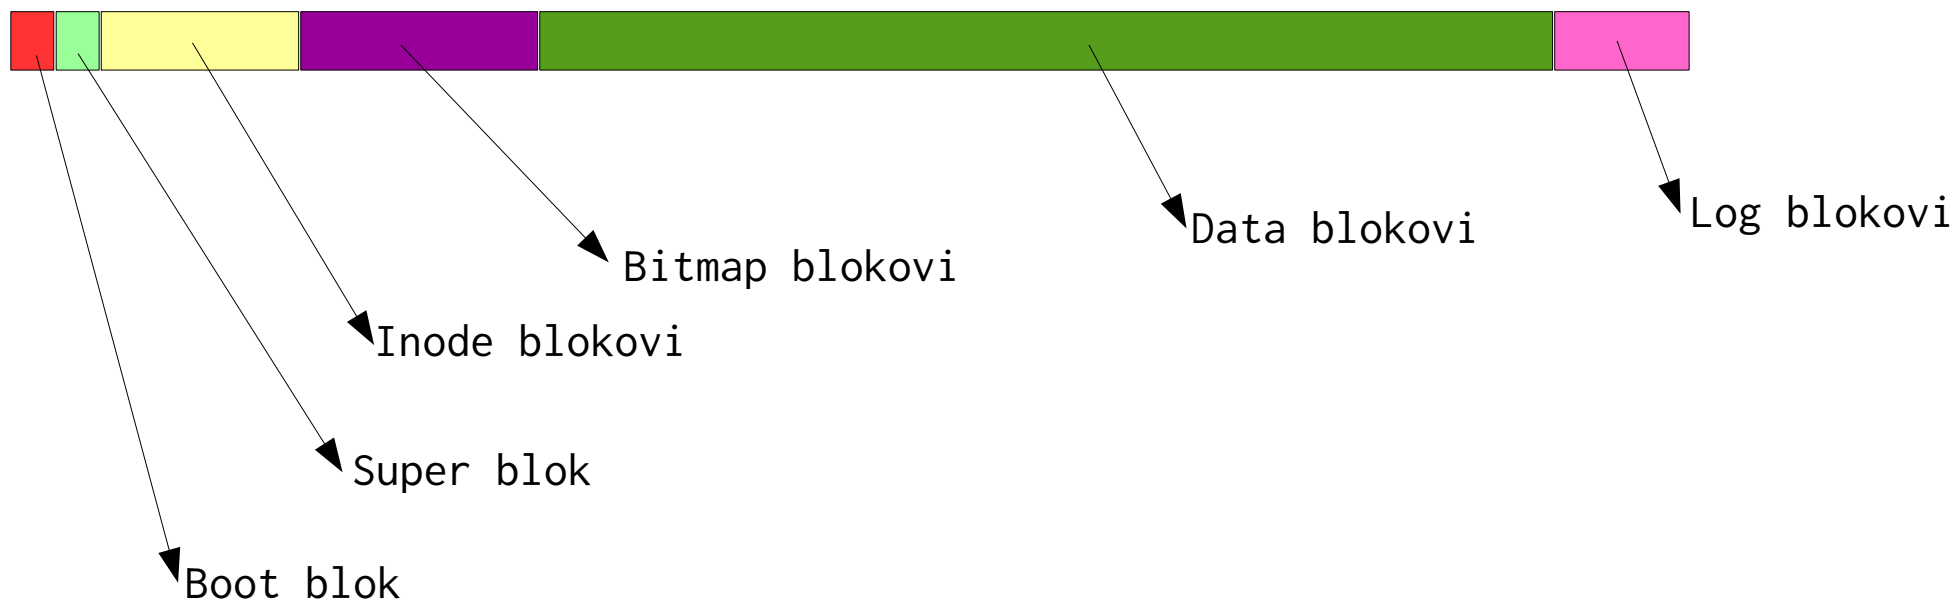 Log blokovi
Data blokovi
Bitmap blokovi
Inode blokovi
Super blok
Boot blok